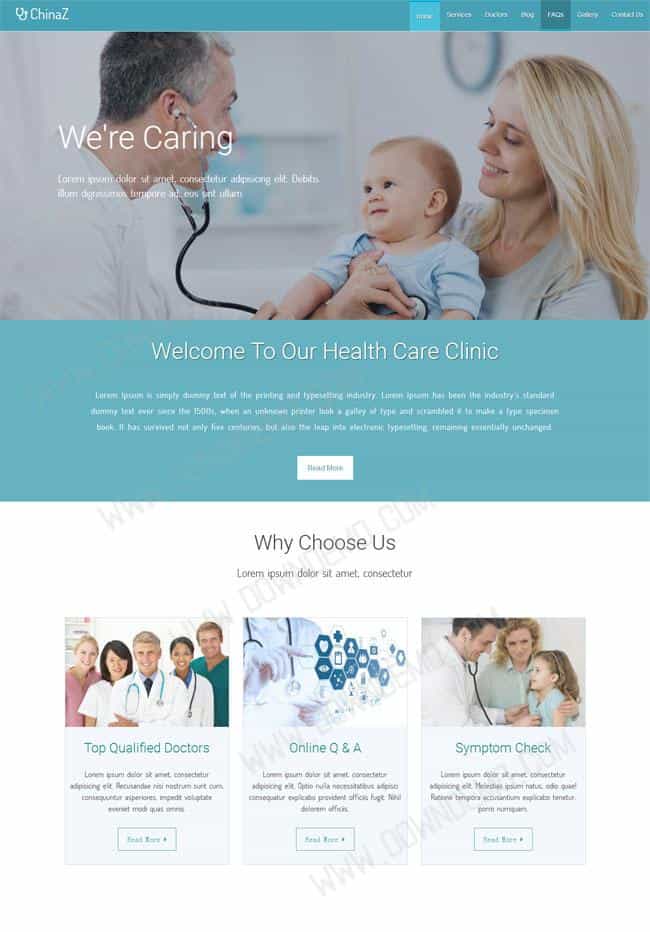 ChinaZ
Home Services Doctors Blog FAQs Gallery Contact Us
We're Caring
Lorem ipsum dolor sit amet, consectetur adipisicing elit. Debitis
illum dignissimos tempore ad, eos sint ullam
Welcome To Our Health Care Clinic
Lorem Ipsum is simply dummy text of the printing and typesetting industry. Lorem Ipsum has been the industry's standard
dummy text ever since the 1500s, when an unknown printer took a galley of type and scrambled it to make a type specimen
book. It has survived not only five centuries, but also the leap into electronic typesetting, remaining essentially unchanged.
Read More
Why Choose Us
Lorem ipsum dolor sit amet, consectetur
Top Qualified Doctors
Lorem ipsum dolor sit amet, consectetur
adipisicing elit. Recusandae nisi nostrum sunt cum,
consequuntur asperiores, impedit voluptate
eveniet modi quas omnis.
Read More
Online Q & A
Lorem ipsum dolor sit amet, consectetur
adipisicing elit. Optio nulla necessitatibus adipisci
consequatur explicabo provident officiis fugit. Nihil
dolorem officiis.
Read More
Symptom Check
Lorem ipsum dolor sit amet, consectetur
adipisicing elit. Molestias ipsum natus, odio quae!
Ratione tempora accusantium explicabo tenetur,
porro numquam.
Read More
WWW.DOWNDEMO.COM
WWW.DOWNDEMO.COM
WWW.DOWNDEMO.COM